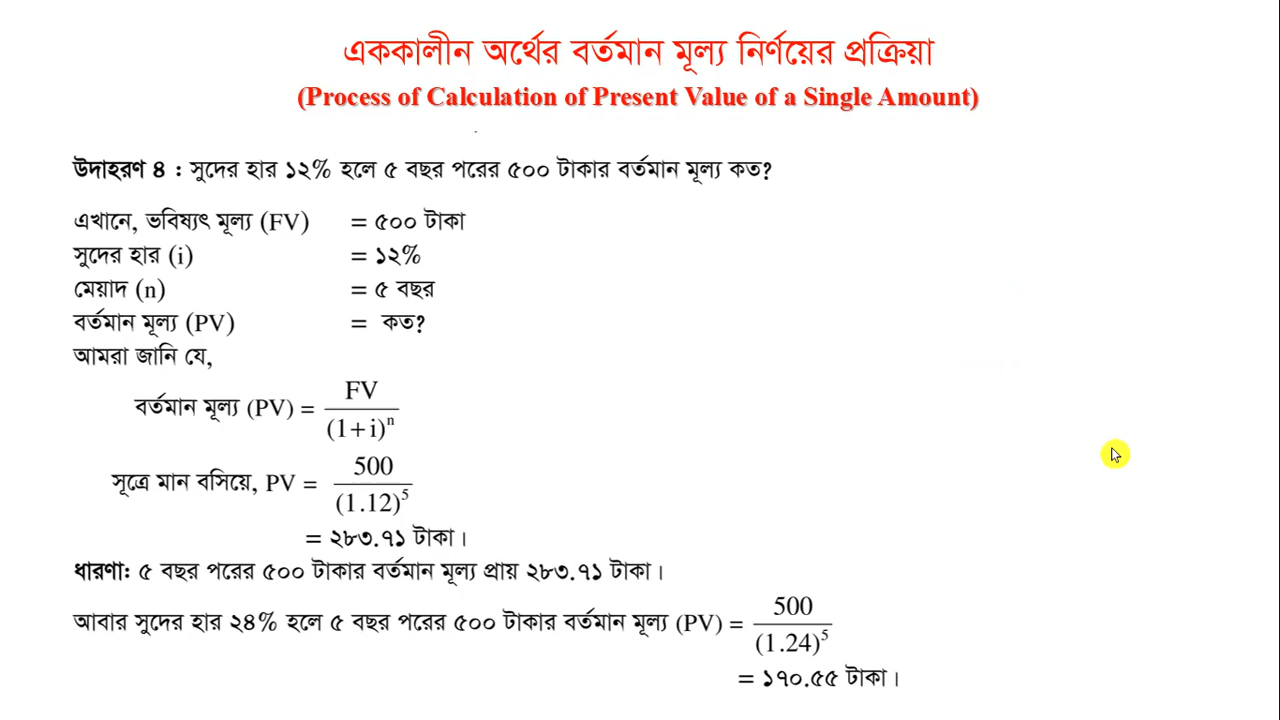 এককালীন অর্থের বর্তমান মূল্য নির্ণয়ের প্রক্রিয়া
(Process of Calculation of Present Value of a Single Amount)
উদাহরণ ৪ : সুদের হার ১২% হলে ৫ বছর পরের ৫০০ টাকার বর্তমান মূল্য কত?
এখানে, ভবিষ্যৎ মূল্য (FV) = ৫০০ টাকা
সুদের হার (i) = ১২%
মেয়াদ (n) = ৫ বছর
বর্তমান মূল্য (PV) = কত?
আমরা জানি যে,
বর্তমান মূল্য (PV) = FV / (1+i)^n
সূত্রে মান বসিয়ে, PV = 500 / (1.12)^5
= ২৮৩.৭১ টাকা।
ধারণা: ৫ বছর পরের ৫০০ টাকার বর্তমান মূল্য প্রায় ২৮৩.৭১ টাকা।
আবার সুদের হার ২৪% হলে ৫ বছর পরের ৫০০ টাকার বর্তমান মূল্য (PV) = 500 / (1.24)^5
= ১৭০.৫৫ টাকা।